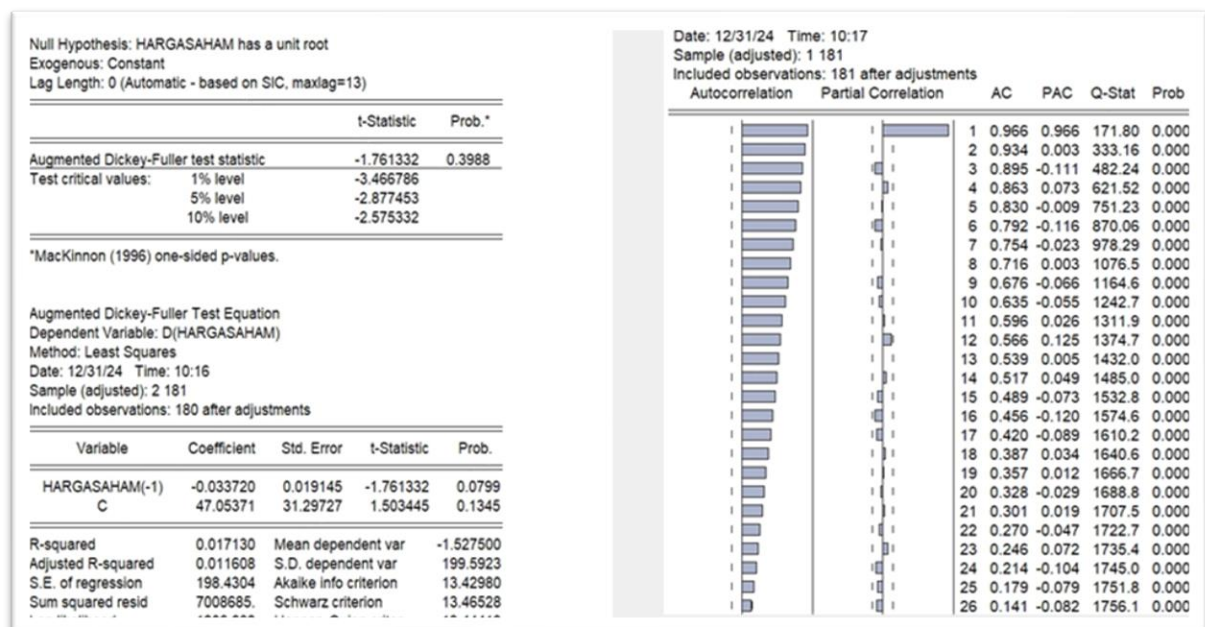 Null Hypothesis: HARGASAHAM has a unit root
Exogenous: Constant
Lag Length: 0 (Automatic - based on SIC, maxlag=13)
t-Statistic Prob.*
Augmented Dickey-Fuller test statistic -1.761332 0.3988
Test critical values: 1% level -3.466786
5% level -2.877453
10% level -2.575332
*MacKinnon (1996) one-sided p-values.
Augmented Dickey-Fuller Test Equation
Dependent Variable: D(HARGASAHAM)
Method: Least Squares
Date: 12/31/24 Time: 10:16
Sample (adjusted): 2 181
Included observations: 180 after adjustments
Variable Coefficient Std. Error t-Statistic Prob.
HARGASAHAM(-1) -0.033720 0.019145 -1.761332 0.0799
C 47.05371 31.29727 1.503445 0.1345
R-squared 0.017130 Mean dependent var -1.527500
Adjusted R-squared 0.011608 S.D. dependent var 199.5923
S.E. of regression 198.4304 Akaike info criterion 13.42980
Sum squared resid 7008685. Schwarz criterion 13.46528
Date: 12/31/24 Time: 10:17
Sample (adjusted): 1 181
Included observations: 181 after adjustments
Autocorrelation Partial Correlation AC PAC Q-Stat Prob
1 0.966 0.966 171.80 0.000
2 0.934 0.003 333.16 0.000
3 0.895 -0.111 482.24 0.000
4 0.863 0.073 621.52 0.000
5 0.830 -0.009 751.23 0.000
6 0.792 -0.116 870.06 0.000
7 0.754 -0.023 978.29 0.000
8 0.716 0.003 1076.5 0.000
9 0.676 -0.066 1164.6 0.000
10 0.635 -0.055 1242.7 0.000
11 0.596 0.026 1311.9 0.000
12 0.566 0.125 1374.7 0.000
13 0.539 0.005 1432.0 0.000
14 0.517 0.049 1485.0 0.000
15 0.489 -0.073 1532.8 0.000
16 0.456 -0.120 1574.6 0.000
17 0.420 -0.089 1610.2 0.000
18 0.387 0.034 1640.6 0.000
19 0.357 0.012 1666.7 0.000
20 0.328 -0.029 1688.8 0.000
21 0.301 0.019 1707.5 0.000
22 0.270 -0.047 1722.7 0.000
23 0.246 0.072 1735.4 0.000
24 0.214 -0.104 1745.0 0.000
25 0.179 -0.079 1751.8 0.000
26 0.141 -0.082 1756.1 0.000